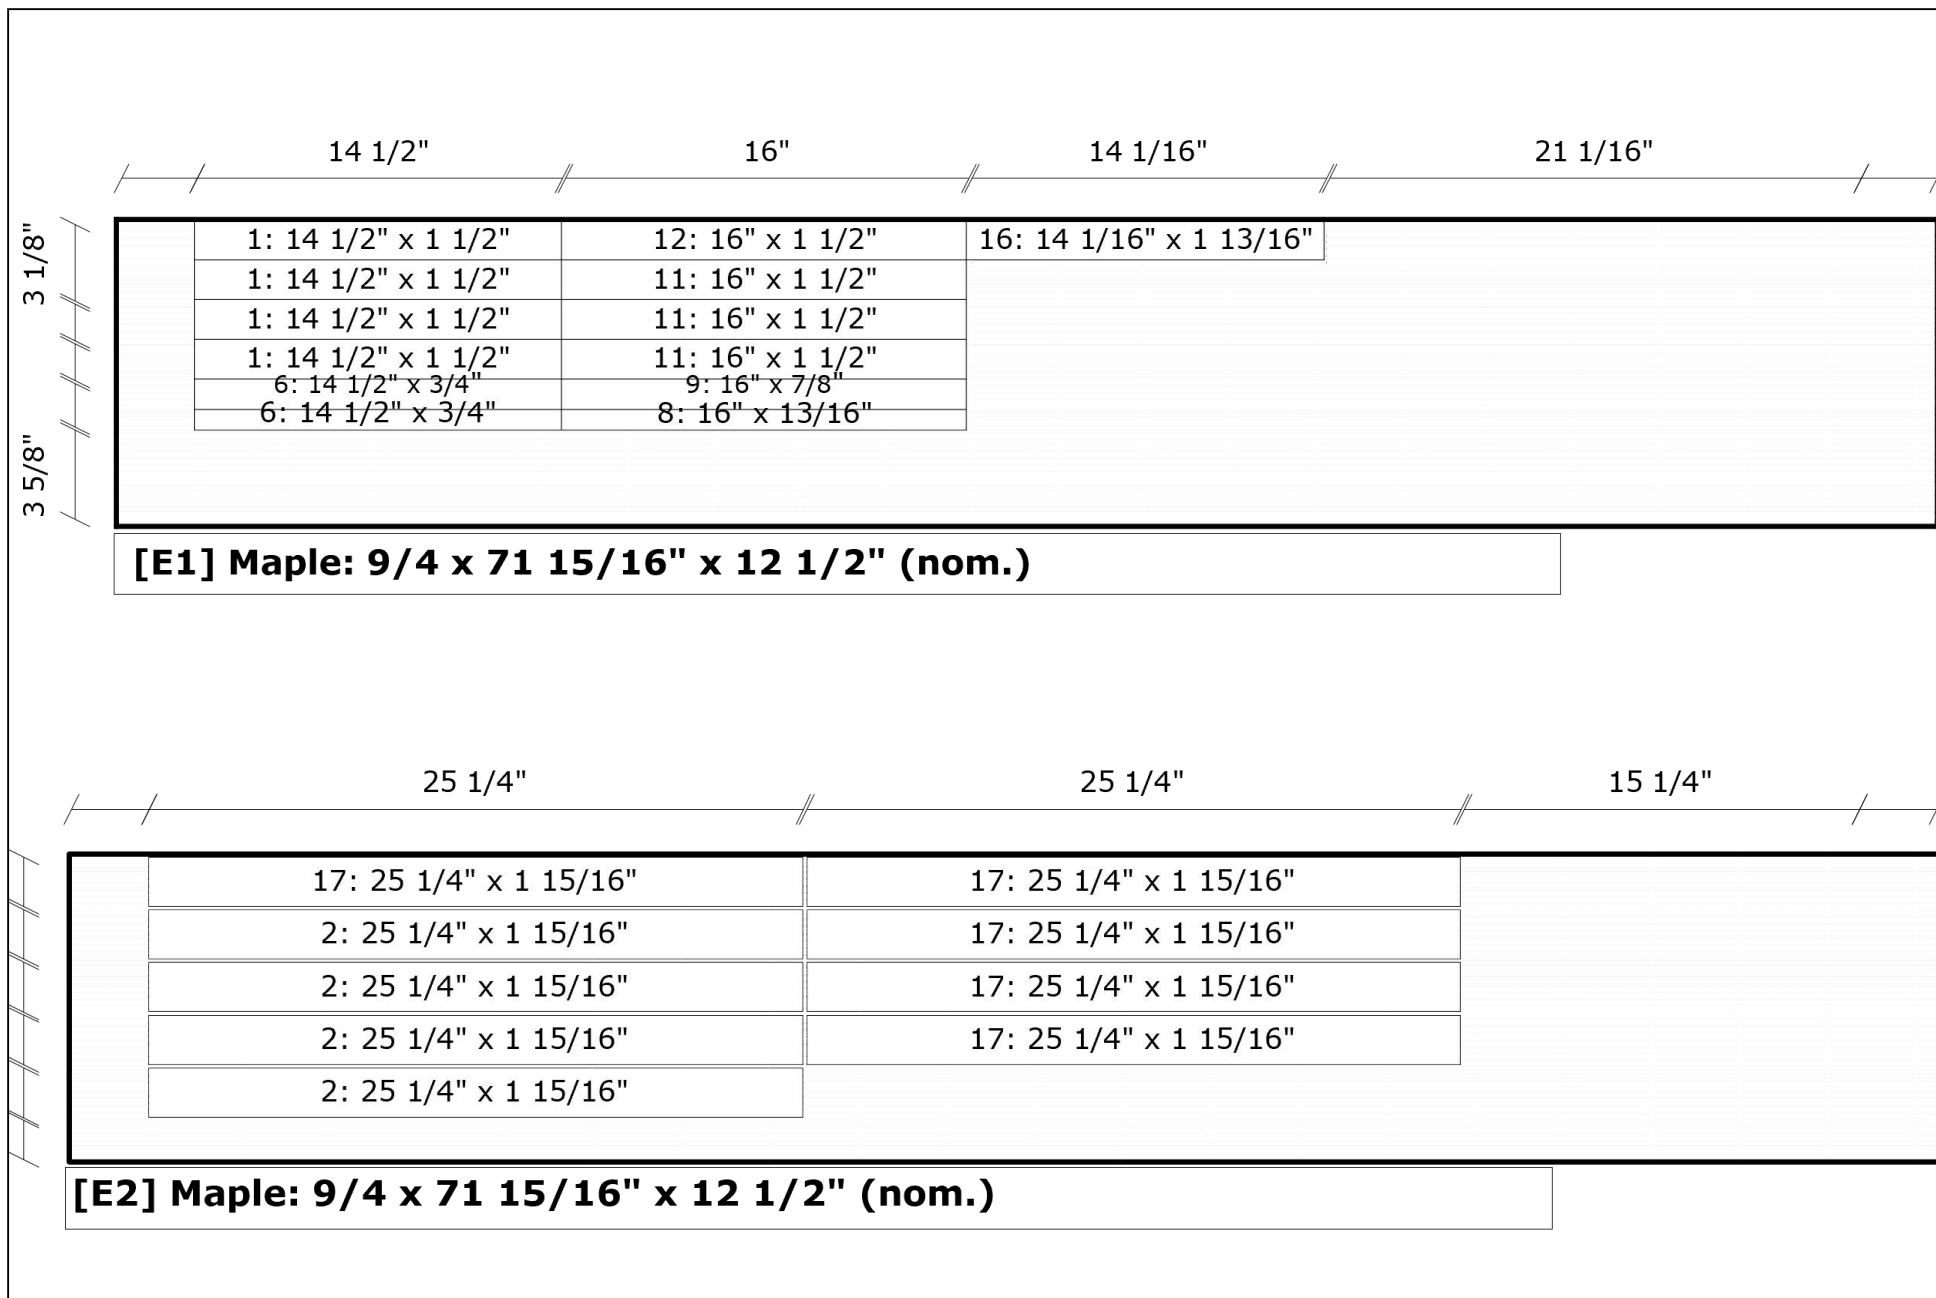 14 1/2" 16" 14 1/16" 21 1/16"
3 1/8"
1: 14 1/2" x 1 1/2" 12: 16" x 1 1/2" 16: 14 1/16" x 1 13/16"
1: 14 1/2" x 1 1/2" 11: 16" x 1 1/2"
1: 14 1/2" x 1 1/2" 11: 16" x 1 1/2"
1: 14 1/2" x 1 1/2" 11: 16" x 1 1/2"
6: 14 1/2" x 3/4" 9: 16" x 7/8"
6: 14 1/2" x 3/4" 8: 16" x 13/16"
3 5/8"
[E1] Maple: 9/4 x 71 15/16" x 12 1/2" (nom.)
25 1/4" 25 1/4" 15 1/4"
17: 25 1/4" x 1 15/16" 17: 25 1/4" x 1 15/16"
2: 25 1/4" x 1 15/16" 17: 25 1/4" x 1 15/16"
2: 25 1/4" x 1 15/16" 17: 25 1/4" x 1 15/16"
2: 25 1/4" x 1 15/16" 17: 25 1/4" x 1 15/16"
2: 25 1/4" x 1 15/16"
[E2] Maple: 9/4 x 71 15/16" x 12 1/2" (nom.)